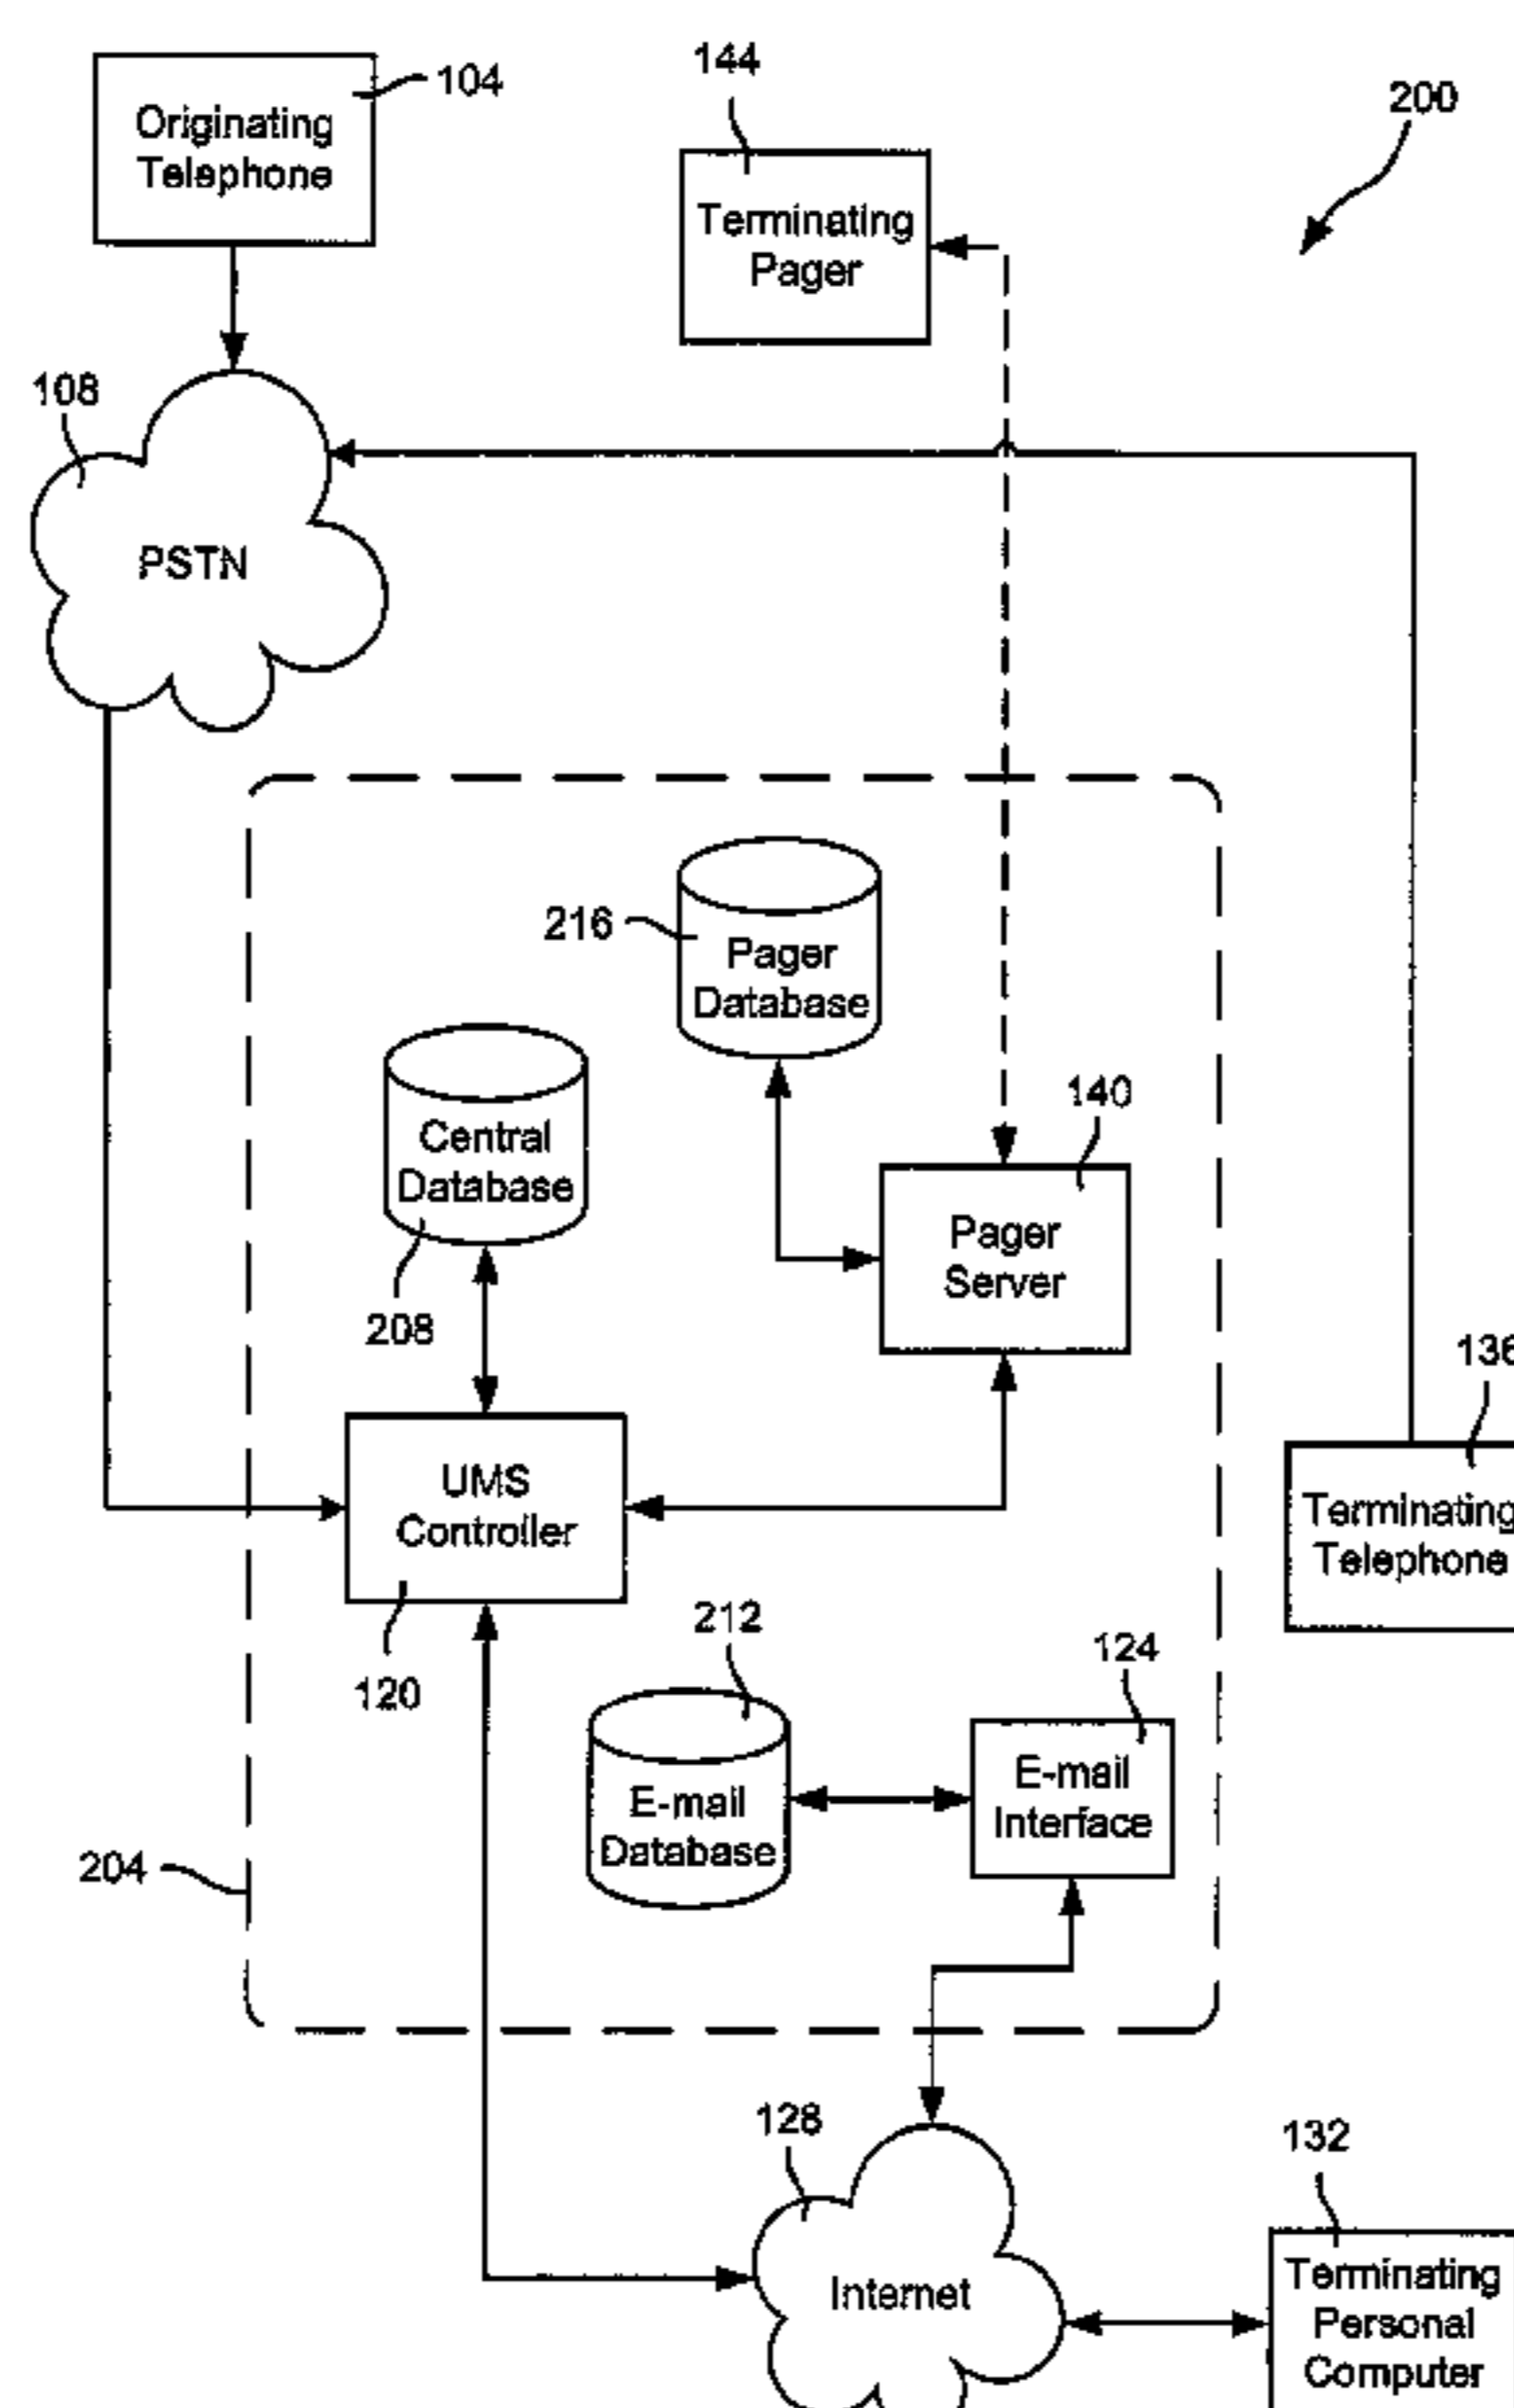 104
Originating
Telephone
144
Terminating
Pager
200
108
PSTN
216
Pager
Database
Central
Database
208
140
Pager
Server
136
Terminating
Telephone
UMS
Controller
120
212
E-mail
Database
124
E-mail
Interface
204
128
Internet
132
Terminating
Personal
Computer